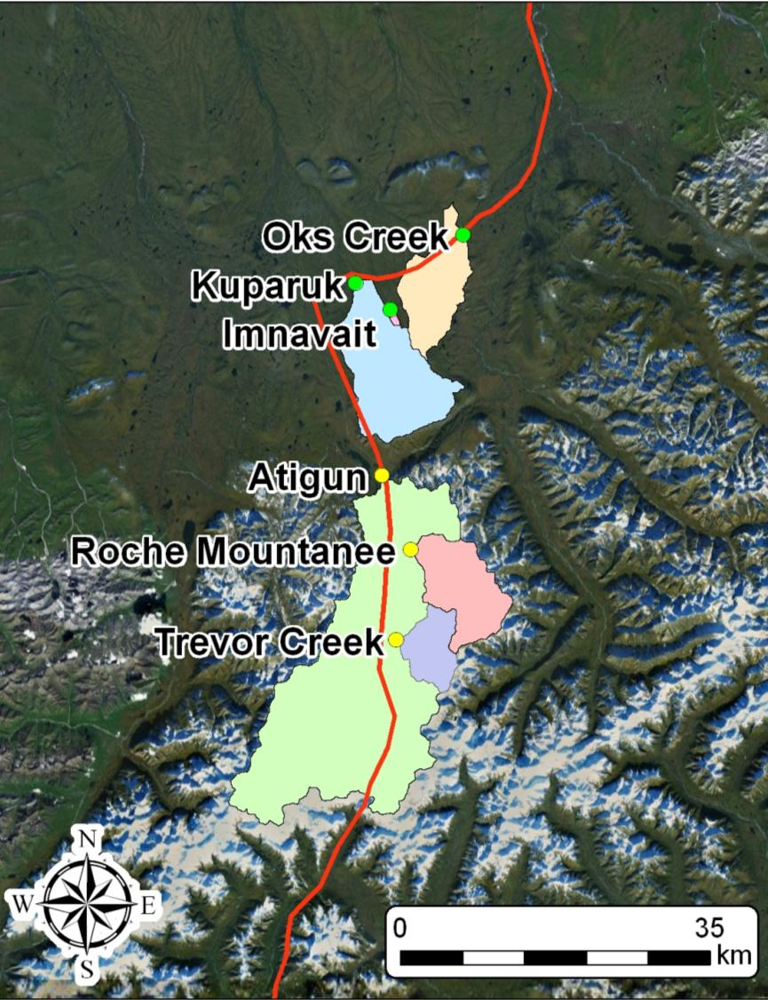 Oks Creek
Kuparuk
Imnavait
Atigun
Roche Mountanee
Trevor Creek
N
W E
S
0 35
km